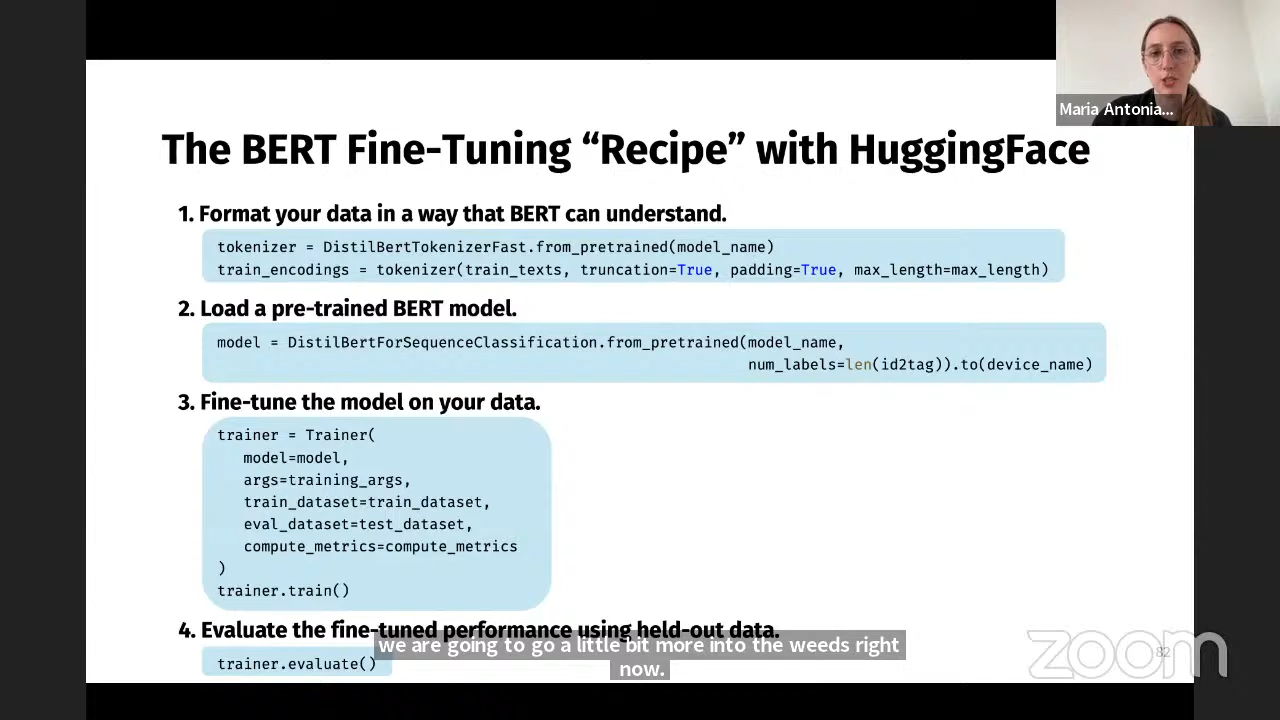 Maria Antonia...
The BERT Fine-Tuning “Recipe” with HuggingFace
1. Format your data in a way that BERT can understand.
tokenizer = DistilBertTokenizerFast.from_pretrained(model_name)
train_encodings = tokenizer(train_texts, truncation=True, padding=True, max_length=max_length)
2. Load a pre-trained BERT model.
model = DistilBertForSequenceClassification.from_pretrained(model_name,
num_labels=len(id2tag)).to(device_name)
3. Fine-tune the model on your data.
trainer = Trainer(
model=model,
args=training_args,
train_dataset=train_dataset,
eval_dataset=test_dataset,
compute_metrics=compute_metrics
)
trainer.train()
4. Evaluate the fine-tuned performance using held-out data.
we are going to go a little bit more into the weeds right
now.
trainer.evaluate()
zoom
82